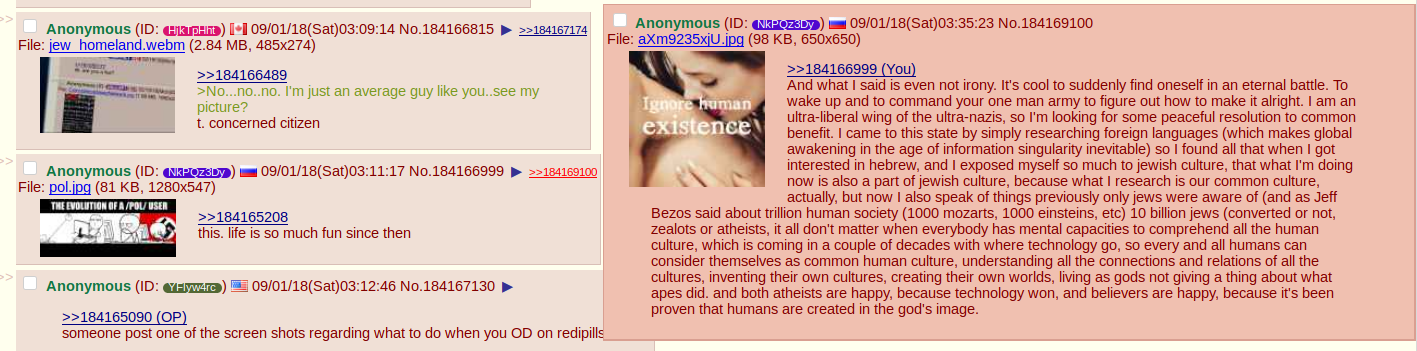 Anonymous (ID: HjkTpHht) 09/01/18(Sat)03:09:14 No.184166815 ▶ >>184167174
File: jew_homeland.webm (2.84 MB, 485x274)
>>184166489
>No...no..no. I'm just an average guy like you..see my
picture?
t. concerned citizen
>> Anonymous (ID: NkPQz3Dy) 09/01/18(Sat)03:11:17 No.184166999 ▶ >>184169100
File: pol.jpg (81 KB, 1280x547)
THE EVOLUTION OF A /POL/ USER
>>184165208
this. life is so much fun since then
>> Anonymous (ID: YFlyw4rc) 09/01/18(Sat)03:12:46 No.184167130 ▶
>>184165090 (OP)
someone post one of the screen shots regarding what to do when you OD on redpills
Anonymous (ID: NkPQz3Dy) 09/01/18(Sat)03:35:23 No.184169100
File: aXm9235xjU.jpg (98 KB, 650x650)
Ignore human
existence
>>184166999 (You)
And what I said is even not irony. It's cool to suddenly find oneself in an eternal battle. To
wake up and to command your one man army to figure out how to make it alright. I am an
ultra-liberal wing of the ultra-nazis, so I'm looking for some peaceful resolution to common
benefit. I came to this state by simply researching foreign languages (which makes global
awakening in the age of information singularity inevitable) so I found all that when I got
interested in hebrew, and I exposed myself so much to jewish culture, that what I'm doing
now is also a part of jewish culture, because what I research is our common culture,
actually, but now I also speak of things previously only jews were aware of (and as Jeff
Bezos said about trillion human society (1000 mozarts, 1000 einsteins, etc) 10 billion jews (converted or not,
zealots or atheists, it all don't matter when everybody has mental capacities to comprehend all the human
culture, which is coming in a couple of decades with where technology go, so every and all humans can
consider themselves as common human culture, understanding all the connections and relations of all the
cultures, inventing their own cultures, creating their own worlds, living as gods not giving a thing about what
apes did. and both atheists are happy, because technology won, and believers are happy, because it's been
proven that humans are created in the god's image.